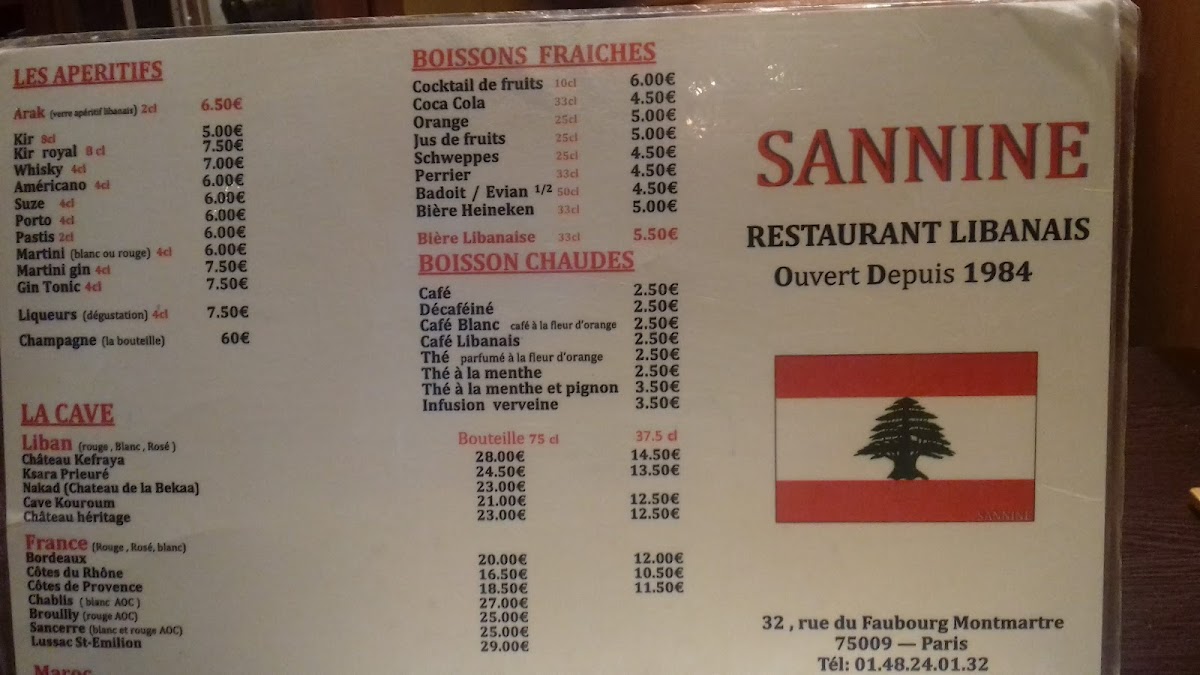 LES APERITIFS
Arak (verre apéritif libanais) 2cl 6.50€
Kir 8cl 5.00€
Kir royal 8 cl 7.50€
Whisky 4cl 7.00€
Américano 4cl 6.00€
Suze 4cl 6.00€
Porto 4cl 6.00€
Pastis 2cl 6.00€
Martini (blanc ou rouge) 4cl 6.00€
Martini gin 4cl 7.50€
Gin Tonic 4cl 7.50€
Liqueurs (dégustation) 4cl 7.50€
Champagne (la bouteille) 60€
BOISSONS FRAICHES
Cocktail de fruits 16cl 6.00€
Coca Cola 33cl 4.50€
Orange 25cl 5.00€
Jus de fruits 25cl 5.00€
Schweppes 25cl 4.50€
Perrier 33cl 4.50€
Badoit / Evian 1/2 50cl 4.50€
Bière Heineken 33cl 5.00€
Bière Libanaise 33cl 5.50€
BOISSON CHAUDES
Café 2.50€
Décaféiné 2.50€
Café Blanc café à la fleur d'orange 2.50€
Café Libanais 2.50€
Thé parfumé à la fleur d'orange 2.50€
Thé à la menthe 2.50€
Thé à la menthe et pignon 3.50€
Infusion verveine 3.50€
LA CAVE
Liban (rouge , Blanc , Rosé ) Bouteille 75 cl 37.5 cl
Château Kefraya 28.00€ 14.50€
Ksara Prieuré 24.50€ 13.50€
Nakad (Chateau de la Bekaa) 23.00€
Cave Kouroum 21.00€ 12.50€
Château héritage 23.00€ 12.50€
France (Rouge , Rosé, blanc)
Bordeaux 20.00€ 12.00€
Côtes du Rhône 16.50€ 10.50€
Côtes de Provence 18.50€ 11.50€
Chablis ( blanc AOC ) 27.00€
Brouilly (rouge AOC) 25.00€
Sancerre (blanc et rouge AOC) 25.00€
Lussac St-Emilion 29.00€
Maroc
SANNINE
RESTAURANT LIBANAIS
Ouvert Depuis 1984
SANNINE
32 , rue du Faubourg Montmartre
75009 — Paris
Tél: 01.48.24.01.32